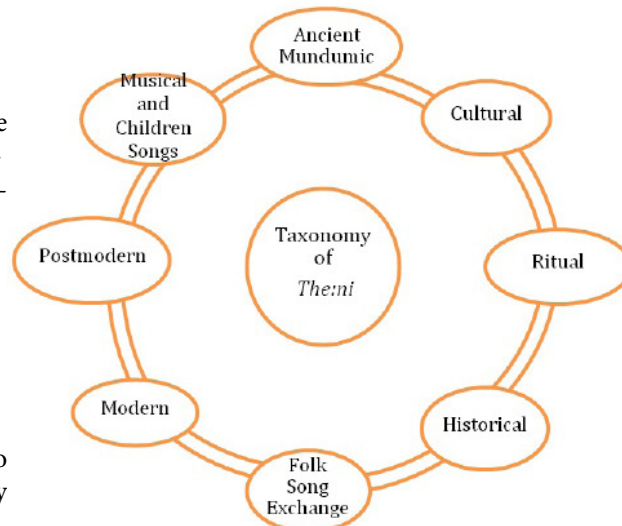 Ancient
Mundumic
Cultural
Ritual
Historical
Folk
Song
Exchange
Modern
Postmodern
Musical
and
Children
Songs
Taxonomy
of
The:ni